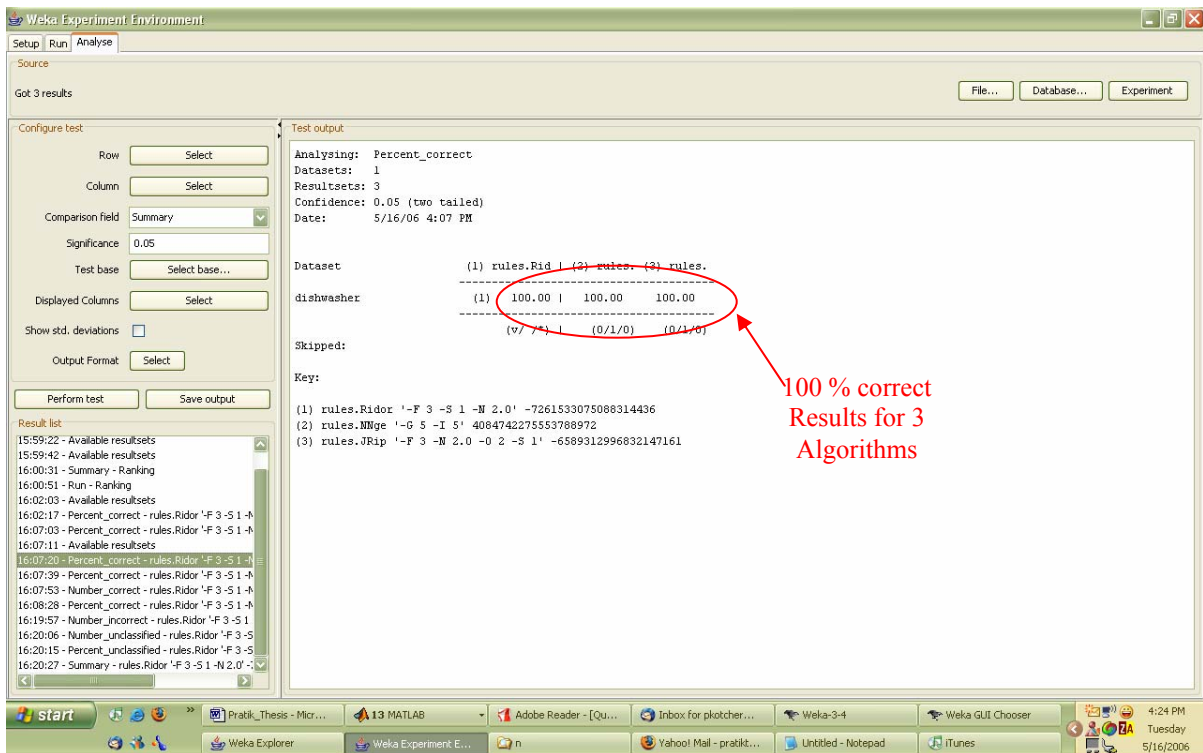 Weka Experiment Environment
Setup Run Analyse
Source
Got 3 results
File... Database... Experiment
Configure test
Row Select
Column Select
Comparison field Summary
Significance 0.05
Test base Select base...
Displayed Columns Select
Show std. deviations
Output Format Select
Perform test Save output
Result list
15:59:22 - Available resultsets
15:59:42 - Available resultsets
16:00:31 - Summary - Ranking
16:00:51 - Run - Ranking
16:02:03 - Available resultsets
16:02:17 - Percent_correct - rules.Ridor '-F 3 -S 1 -N
16:07:03 - Percent_correct - rules.Ridor '-F 3 -S 1 -N
16:07:11 - Available resultsets
16:07:20 - Percent_correct - rules.Ridor '-F 3 -S 1 -N
16:07:39 - Percent_correct - rules.Ridor '-F 3 -S 1 -N
16:07:53 - Number_correct - rules.Ridor '-F 3 -S 1 -N
16:08:28 - Percent_correct - rules.Ridor '-F 3 -S 1 -N
16:19:57 - Number_incorrect - rules.Ridor '-F 3 -S 1
16:20:06 - Number_unclassified - rules.Ridor '-F 3 -S
16:20:15 - Percent_unclassified - rules.Ridor '-F 3 -S
16:20:27 - Summary - rules.Ridor '-F 3 -S 1 -N 2.0' -
Test output
Analysing: Percent_correct
Datasets: 1
Resultsets: 3
Confidence: 0.05 (two tailed)
Date: 5/16/06 4:07 PM
Dataset (1) rules.Rid | (2) rules. (3) rules.
dishwasher (1) 100.00 | 100.00 100.00
(v/ /*) | (0/1/0) (0/1/0)
Skipped:
Key:
(1) rules.Ridor '-F 3 -S 1 -N 2.0' -7261533075088314436
(2) rules.NNge '-G 5 -I 5' 4084742275553788972
(3) rules.JRip '-F 3 -N 2.0 -O 2 -S 1' -6589312996832147161
100 % correct
Results for 3
Algorithms
start Pratik_Thesis - Micr... 13 MATLAB Adobe Reader - [Qu... Inbox for pkotcher... Weka-3-4 Weka GUI Chooser 4:24 PM
Tuesday
Weka Explorer Weka Experiment E... n Yahoo! Mail - pratikt... Untitled - Notepad iTunes 5/16/2006